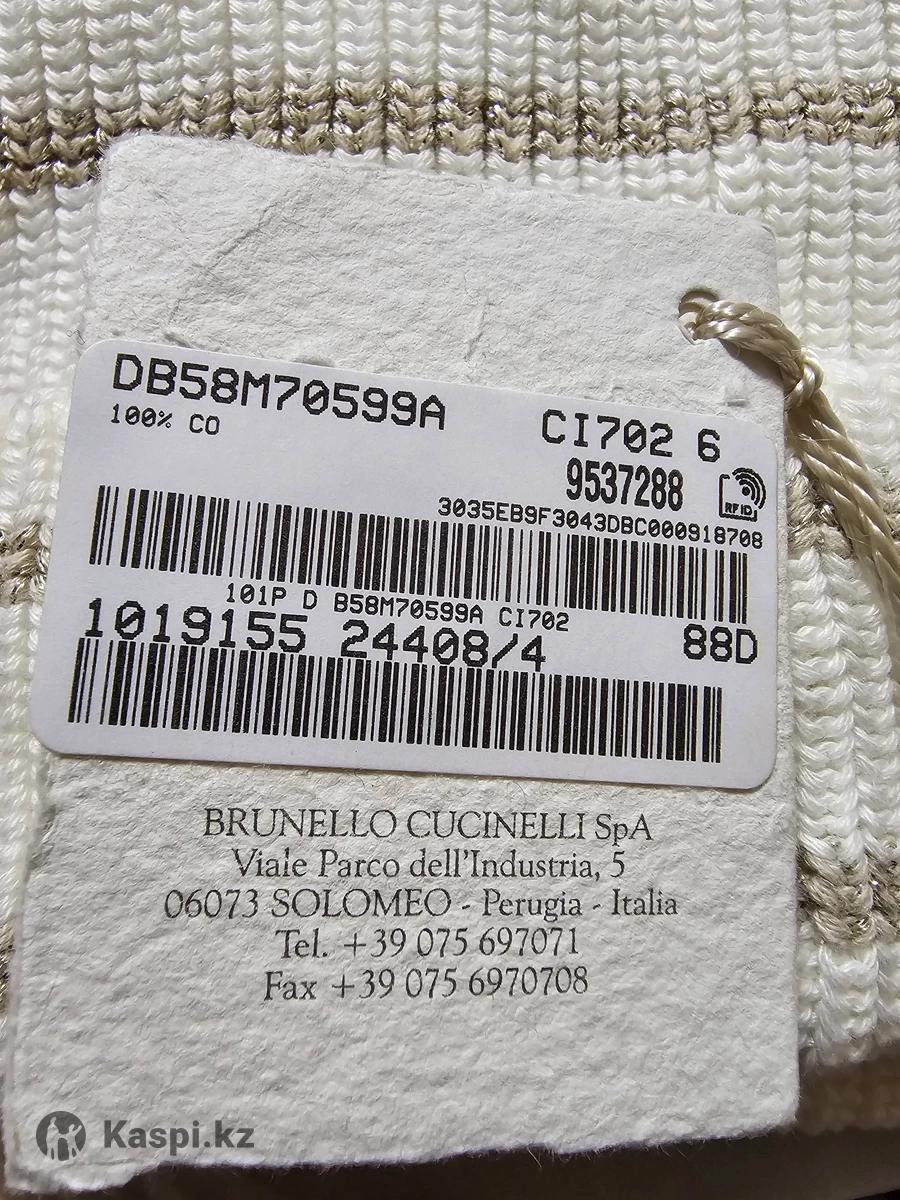 DB58M70599A CI702 6
100% CO
9537288
RFID
3035EB9F3043DBC000918708
101P D B58M70599A CI702
1019155 24408/4 88D
BRUNELLO CUCINELLI SpA
Viale Parco dell'Industria, 5
06073 SOLOMEO - Perugia - Italia
Tel. +39 075 697071
Fax +39 075 6970708
Kaspi.kz